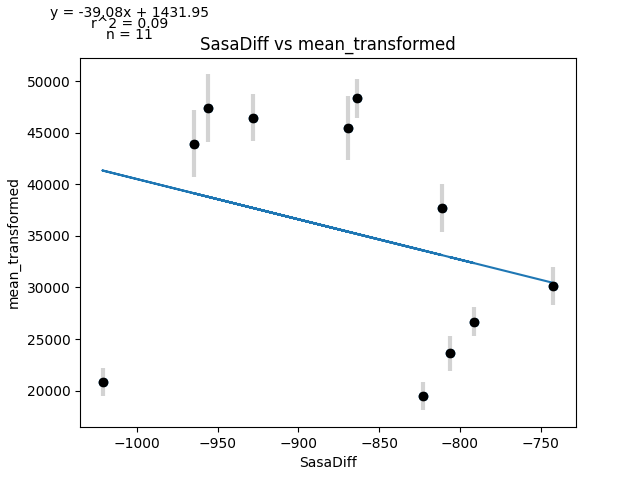 y = -39.08x + 1431.95
r^2 = 0.09
n = 11
SasaDiff vs mean_transformed
50000
45000
40000
35000
30000
25000
20000
mean_transformed
−1000
−950
−900
−850
−800
−750
SasaDiff